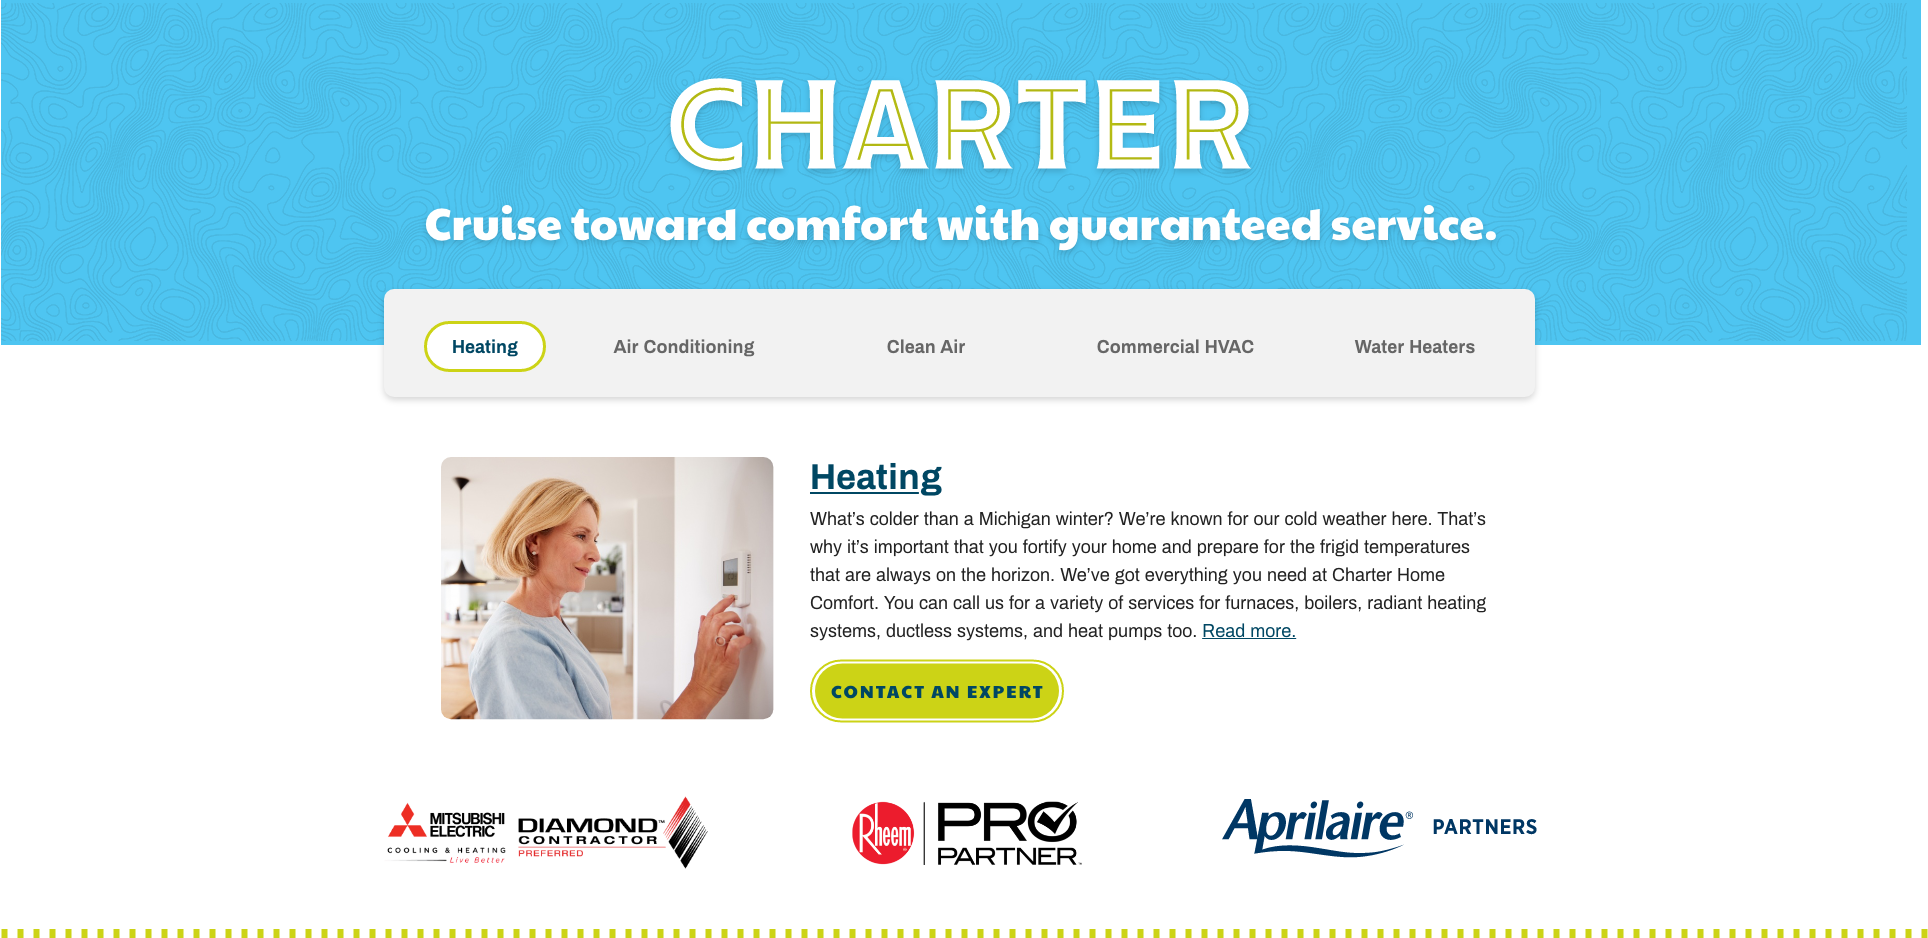 CHARTER
Cruise toward comfort with guaranteed service.
Heating
Air Conditioning
Clean Air
Commercial HVAC
Water Heaters
Heating
What’s colder than a Michigan winter? We’re known for our cold weather here. That’s
why it’s important that you fortify your home and prepare for the frigid temperatures
that are always on the horizon. We’ve got everything you need at Charter Home
Comfort. You can call us for a variety of services for furnaces, boilers, radiant heating
systems, ductless systems, and heat pumps too. Read more.
CONTACT AN EXPERT
MITSUBISHI
ELECTRIC
COOLING & HEATING
Live Better
DIAMOND™
CONTRACTOR
PREFERRED
Rheem
PRO
PARTNER™
Aprilaire®
PARTNERS